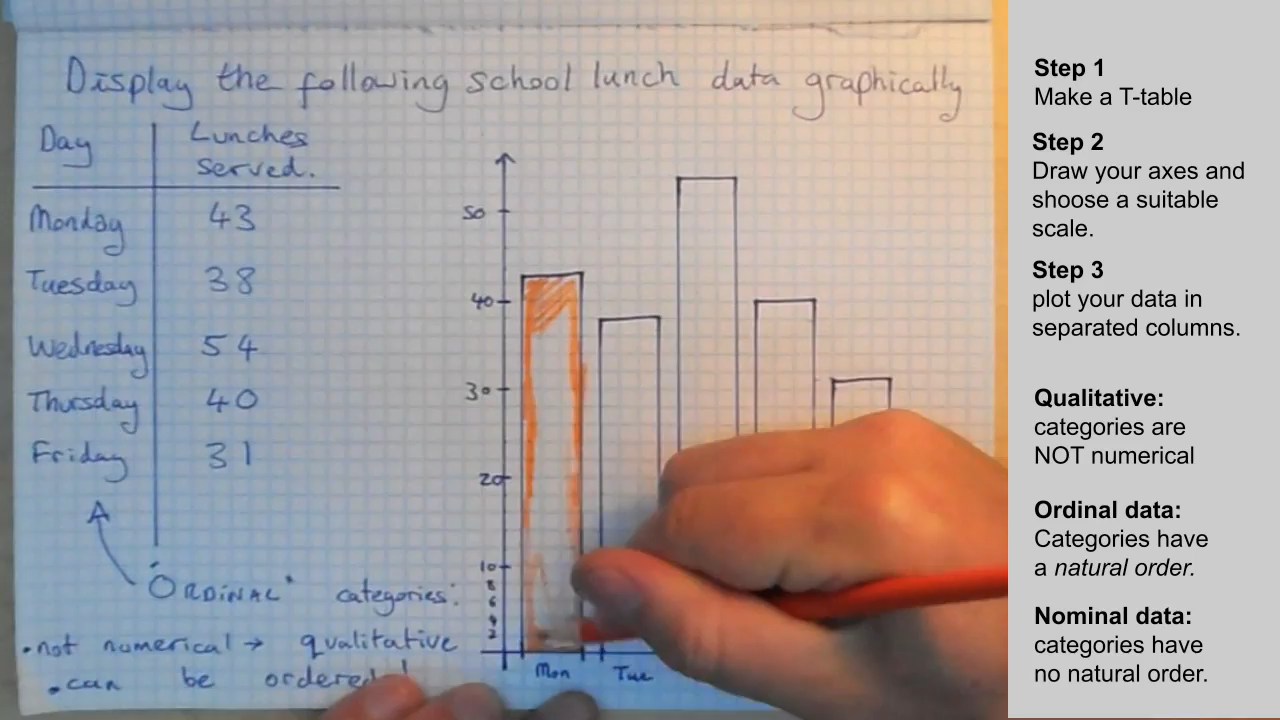 Display the following school lunch data graphically
Day
Lunches
served.
Monday 43
Tuesday 38
Wednesday 54
Thursday 40
Friday 31
"ORDINAL" categories:
• not numerical → qualitative
• can be ordered!
50
40
30
20
10
8
6
4
2
Mon Tue
Step 1
Make a T-table
Step 2
Draw your axes and
shoose a suitable
scale.
Step 3
plot your data in
separated columns.
Qualitative:
categories are
NOT numerical
Ordinal data:
Categories have
a natural order.
Nominal data:
categories have
no natural order.